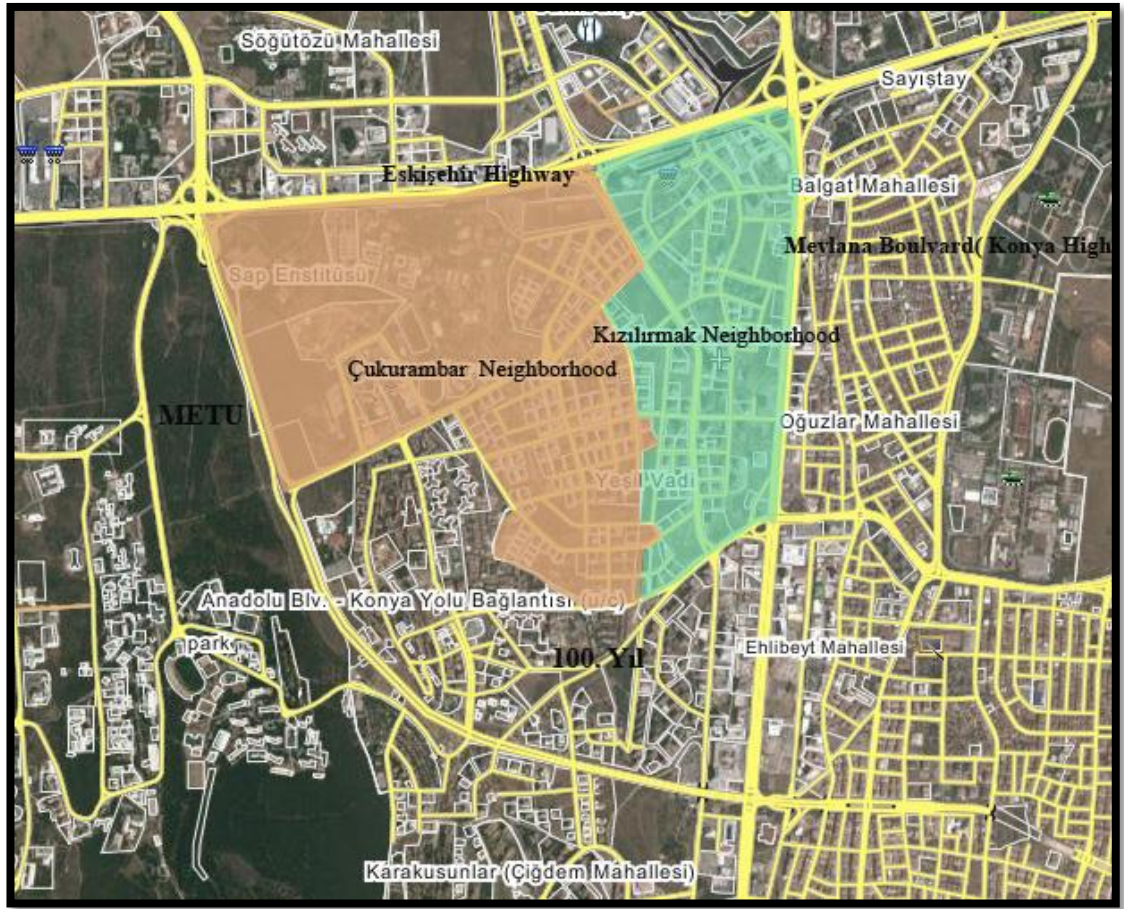 Söğütözü Mahallesi
Sayıştay
Eskişehir Highway
Balgat Mahallesi
Mevlana Boulvard( Konya High
Sap Enstitüsü
Kızılırmak Neighborhood
Çukurambar Neighborhood
METU
Oğuzlar Mahallesi
Yeşil Vadi
Anadolu Blv. - Konya Yolu Bağlantısı
park
100. Yıl
Ehlibeyt Mahallesi
Karakusunlar (Çiğdem Mahallesi)